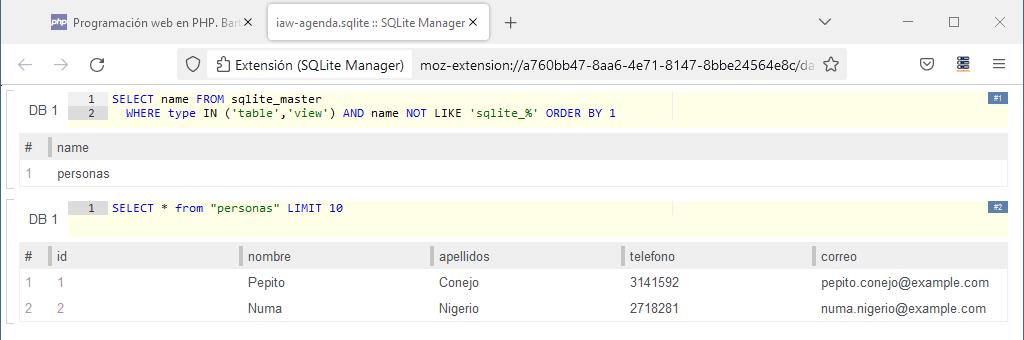 php Programación web en PHP. Bar
iaw-agenda.sqlite :: SQLite Manager
Extensión (SQLite Manager) moz-extension://a760bb47-8aa6-4e71-8147-8bbe24564e8c/da
DB 1
1 SELECT name FROM sqlite_master
2 WHERE type IN ('table','view') AND name NOT LIKE 'sqlite_%' ORDER BY 1
#1
# name
1 personas
DB 1
1 SELECT * from "personas" LIMIT 10
#2
# id nombre apellidos telefono correo
1 1 Pepito Conejo 3141592 pepito.conejo@example.com
2 2 Numa Nigerio 2718281 numa.nigerio@example.com